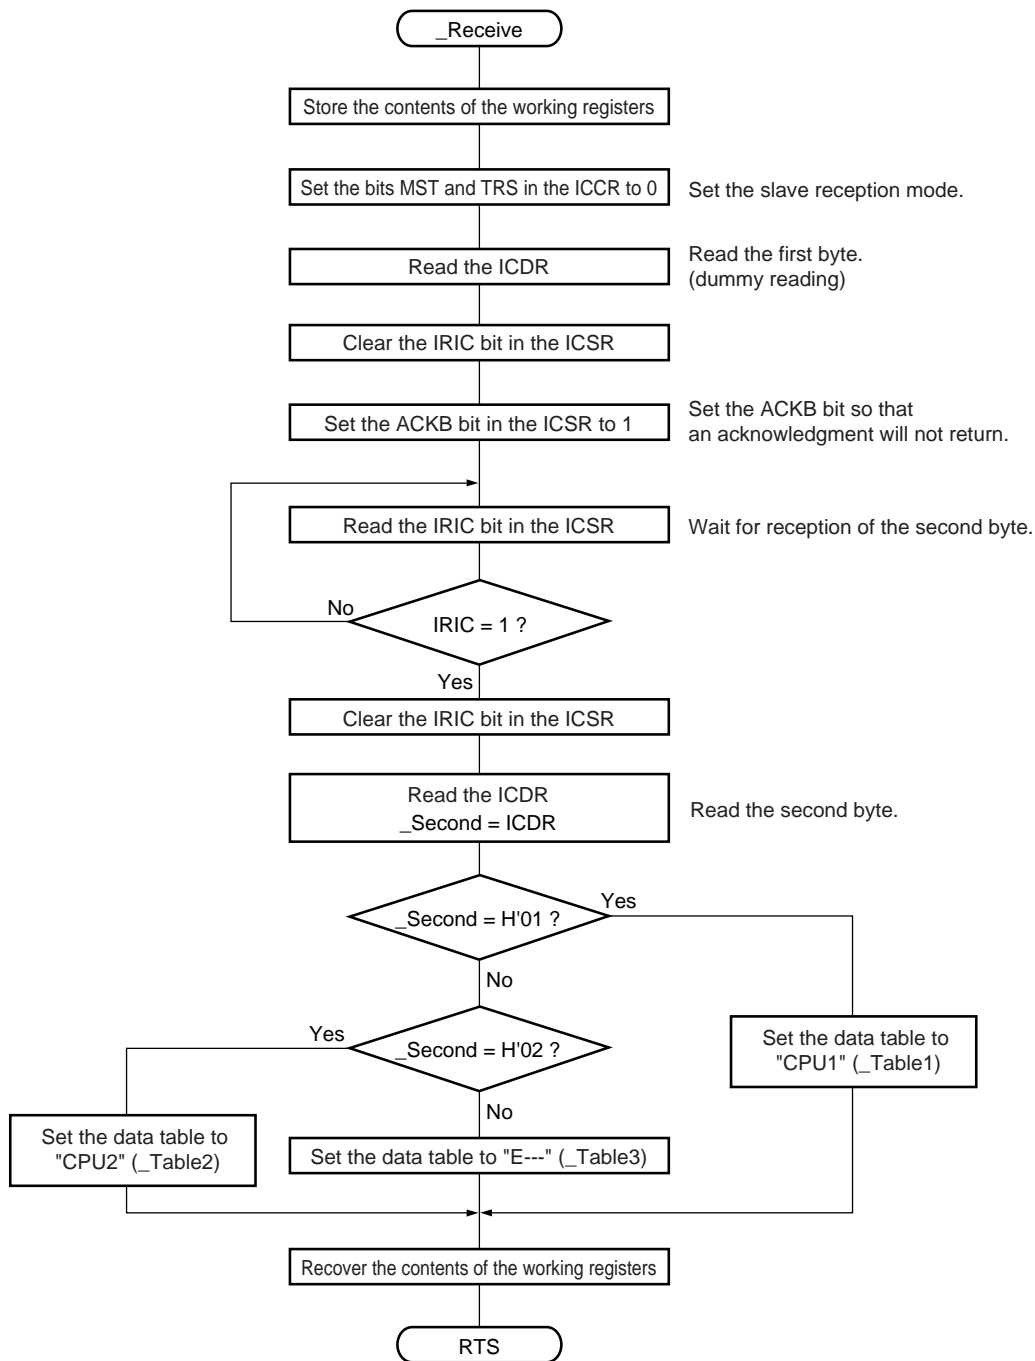 _Receive
Store the contents of the working registers
Set the bits MST and TRS in the ICCR to 0
Set the slave reception mode.
Read the ICDR
Read the first byte.
(dummy reading)
Clear the IRIC bit in the ICSR
Set the ACKB bit in the ICSR to 1
Set the ACKB bit so that
an acknowledgment will not return.
Read the IRIC bit in the ICSR
Wait for reception of the second byte.
No
IRIC = 1 ?
Yes
Clear the IRIC bit in the ICSR
Read the ICDR
_Second = ICDR
Read the second byte.
_Second = H'01 ?
Yes
No
Yes
_Second = H'02 ?
Set the data table to
"CPU1" (_Table1)
No
Set the data table to
"CPU2" (_Table2)
Set the data table to "E---" (_Table3)
Recover the contents of the working registers
RTS